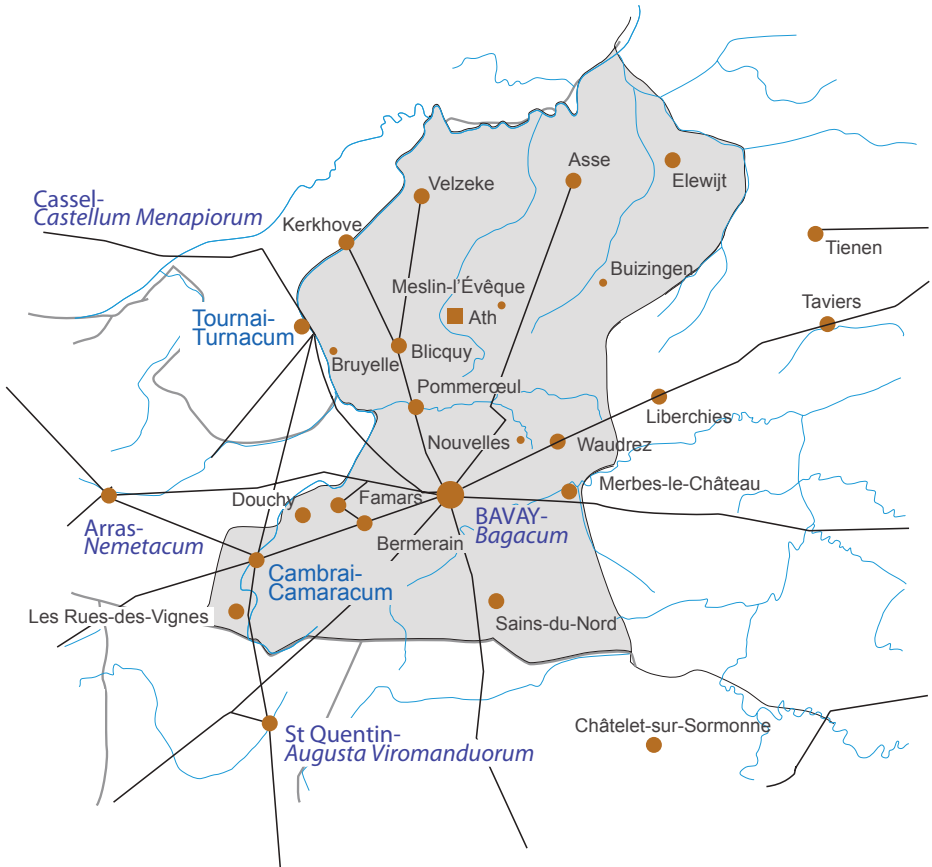 Asse
Elewijt
Velzeke
Cassel-
Castellum Menapiorum
Kerkhove
Tienen
Buizingen
Meslin-l'Évêque
Taviers
Tournai-
Turnacum
Ath
Bruyelle
Blicquy
Pommerœul
Liberchies
Nouvelles
Waudrez
Merbes-le-Château
Douchy
Famars
BAVAY-
Bagacum
Arras-
Nemetacum
Bermerain
Cambrai-
Camaracum
Les Rues-des-Vignes
Sains-du-Nord
Châtelet-sur-Sormonne
St Quentin-
Augusta Viromanduorum